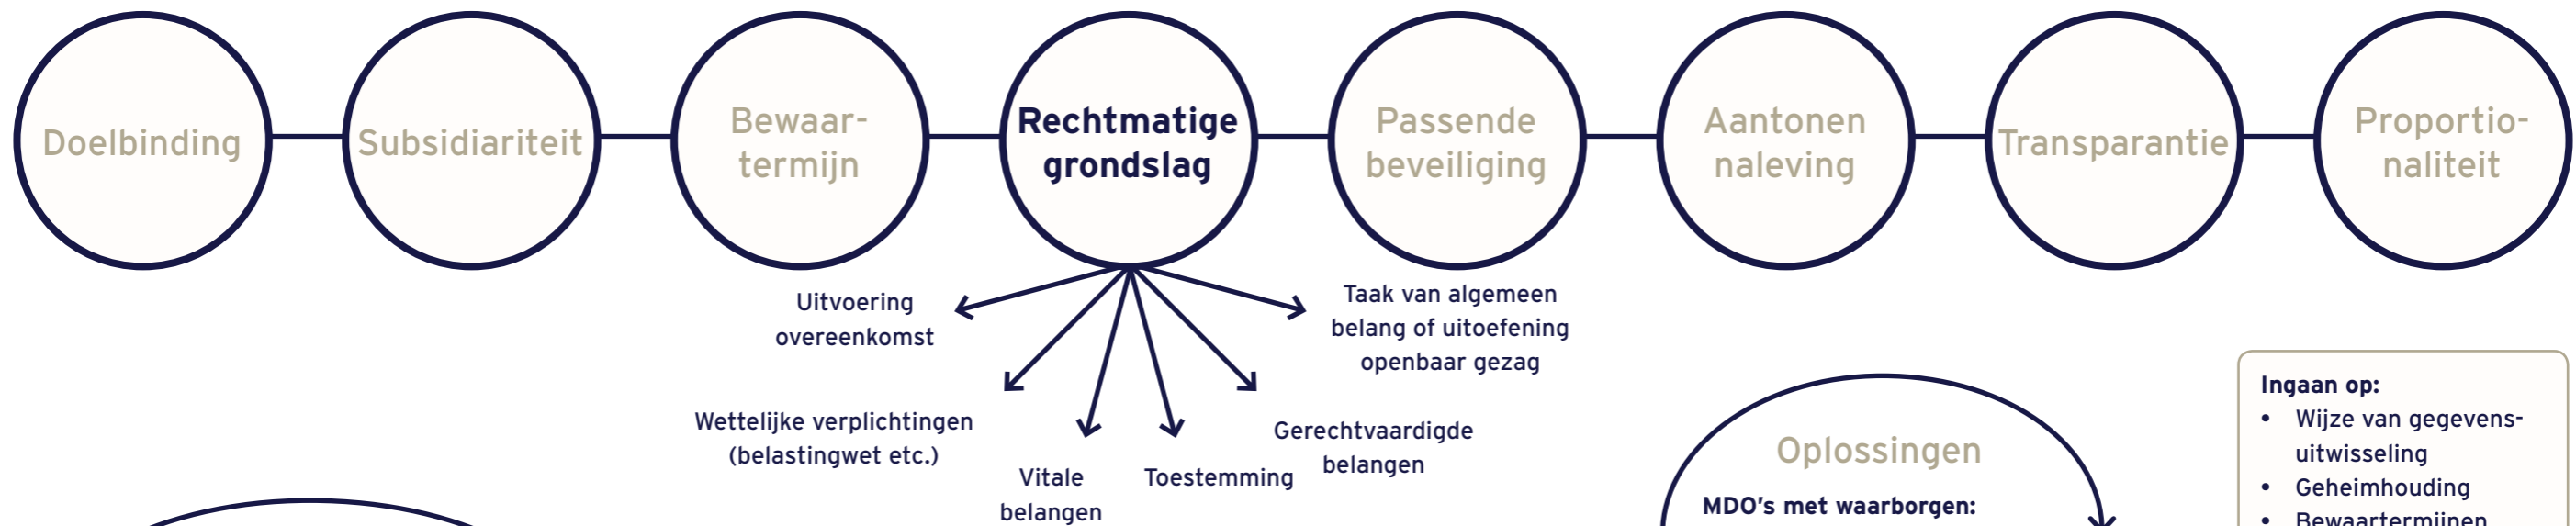 Doelbinding
Subsidiariteit
Bewaar-
termijn
Rechtmatige
grondslag
Passende
beveiliging
Aantonen
naleving
Transparantie
Proportio-
naliteit
Uitvoering
overeenkomst
Wettelijke verplichtingen
(belastingwet etc.)
Vitale
belangen
Toestemming
Gerechtvaardigde
belangen
Taak van algemeen
belang of uitoefening
openbaar gezag
Oplossingen
MDO's met waarborgen:
Ingaan op:
• Wijze van gegevens-
uitwisseling
• Geheimhouding
• Bewaartermijnen